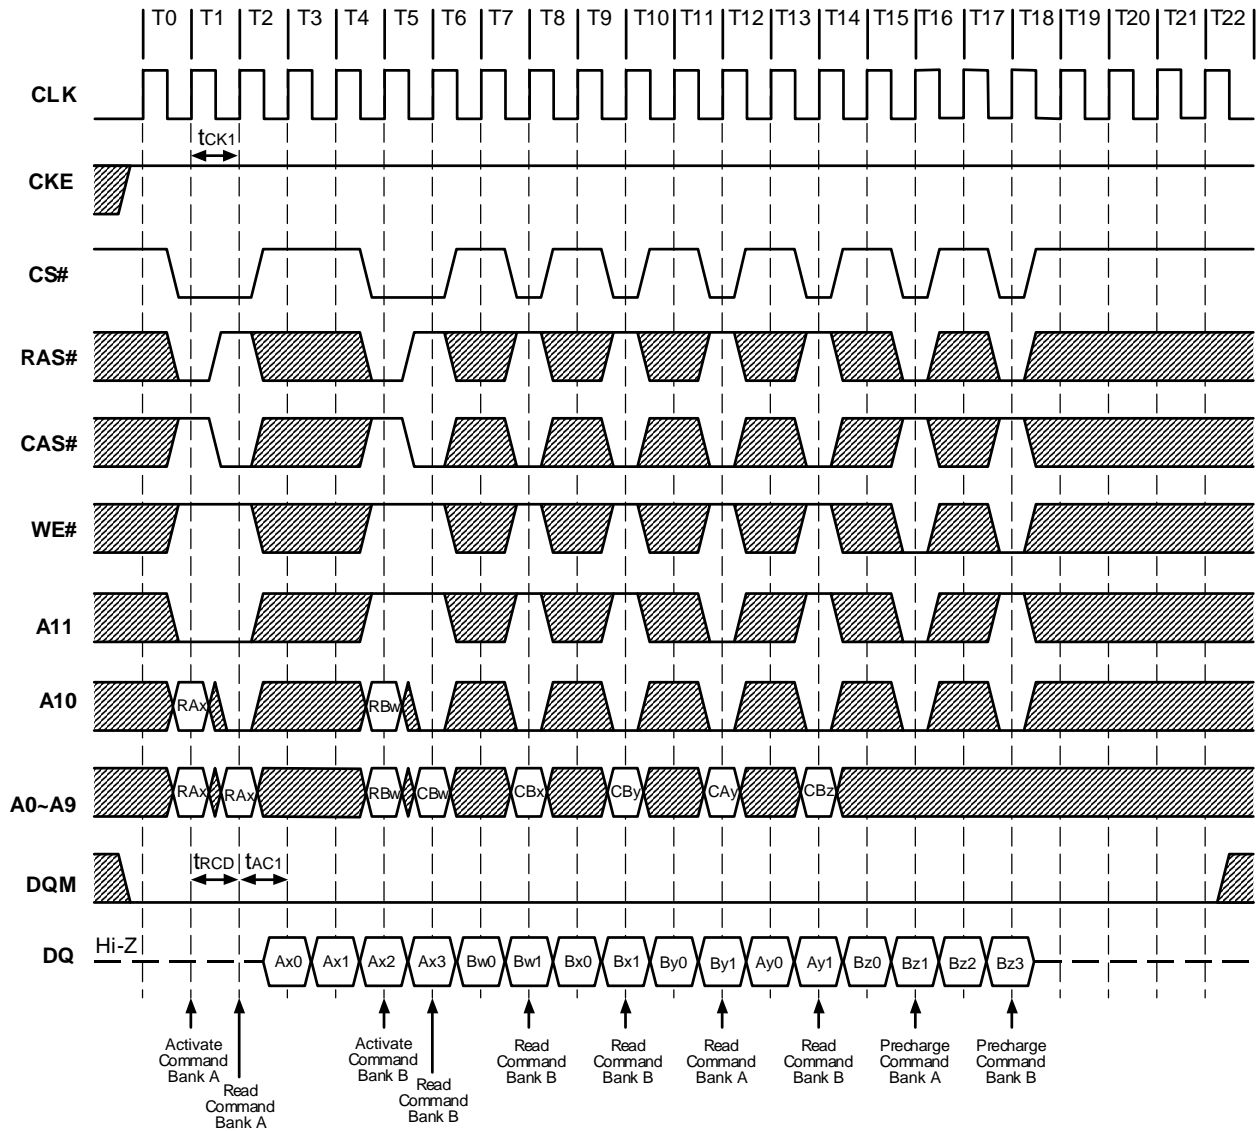 T0 T1 T2 T3 T4 T5 T6 T7 T8 T9 T10 T11 T12 T13 T14 T15 T16 T17 T18 T19 T20 T21 T22
CLK
tCK1
CKE
CS#
RAS#
CAS#
WE#
A11
A10 RAx RBw
A0~A9 RAx RAx RBw CBw CBx CBy CAy CBz
tRCD tAC1
DQM
DQ Hi-Z Ax0 Ax1 Ax2 Ax3 Bw0 Bw1 Bx0 Bx1 By0 By1 Ay0 Ay1 Bz0 Bz1 Bz2 Bz3
Activate
Command
Bank A
Read
Command
Bank A
Activate
Command
Bank B
Read
Command
Bank B
Read
Command
Bank B
Read
Command
Bank B
Read
Command
Bank A
Read
Command
Bank B
Precharge
Command
Bank A
Precharge
Command
Bank B